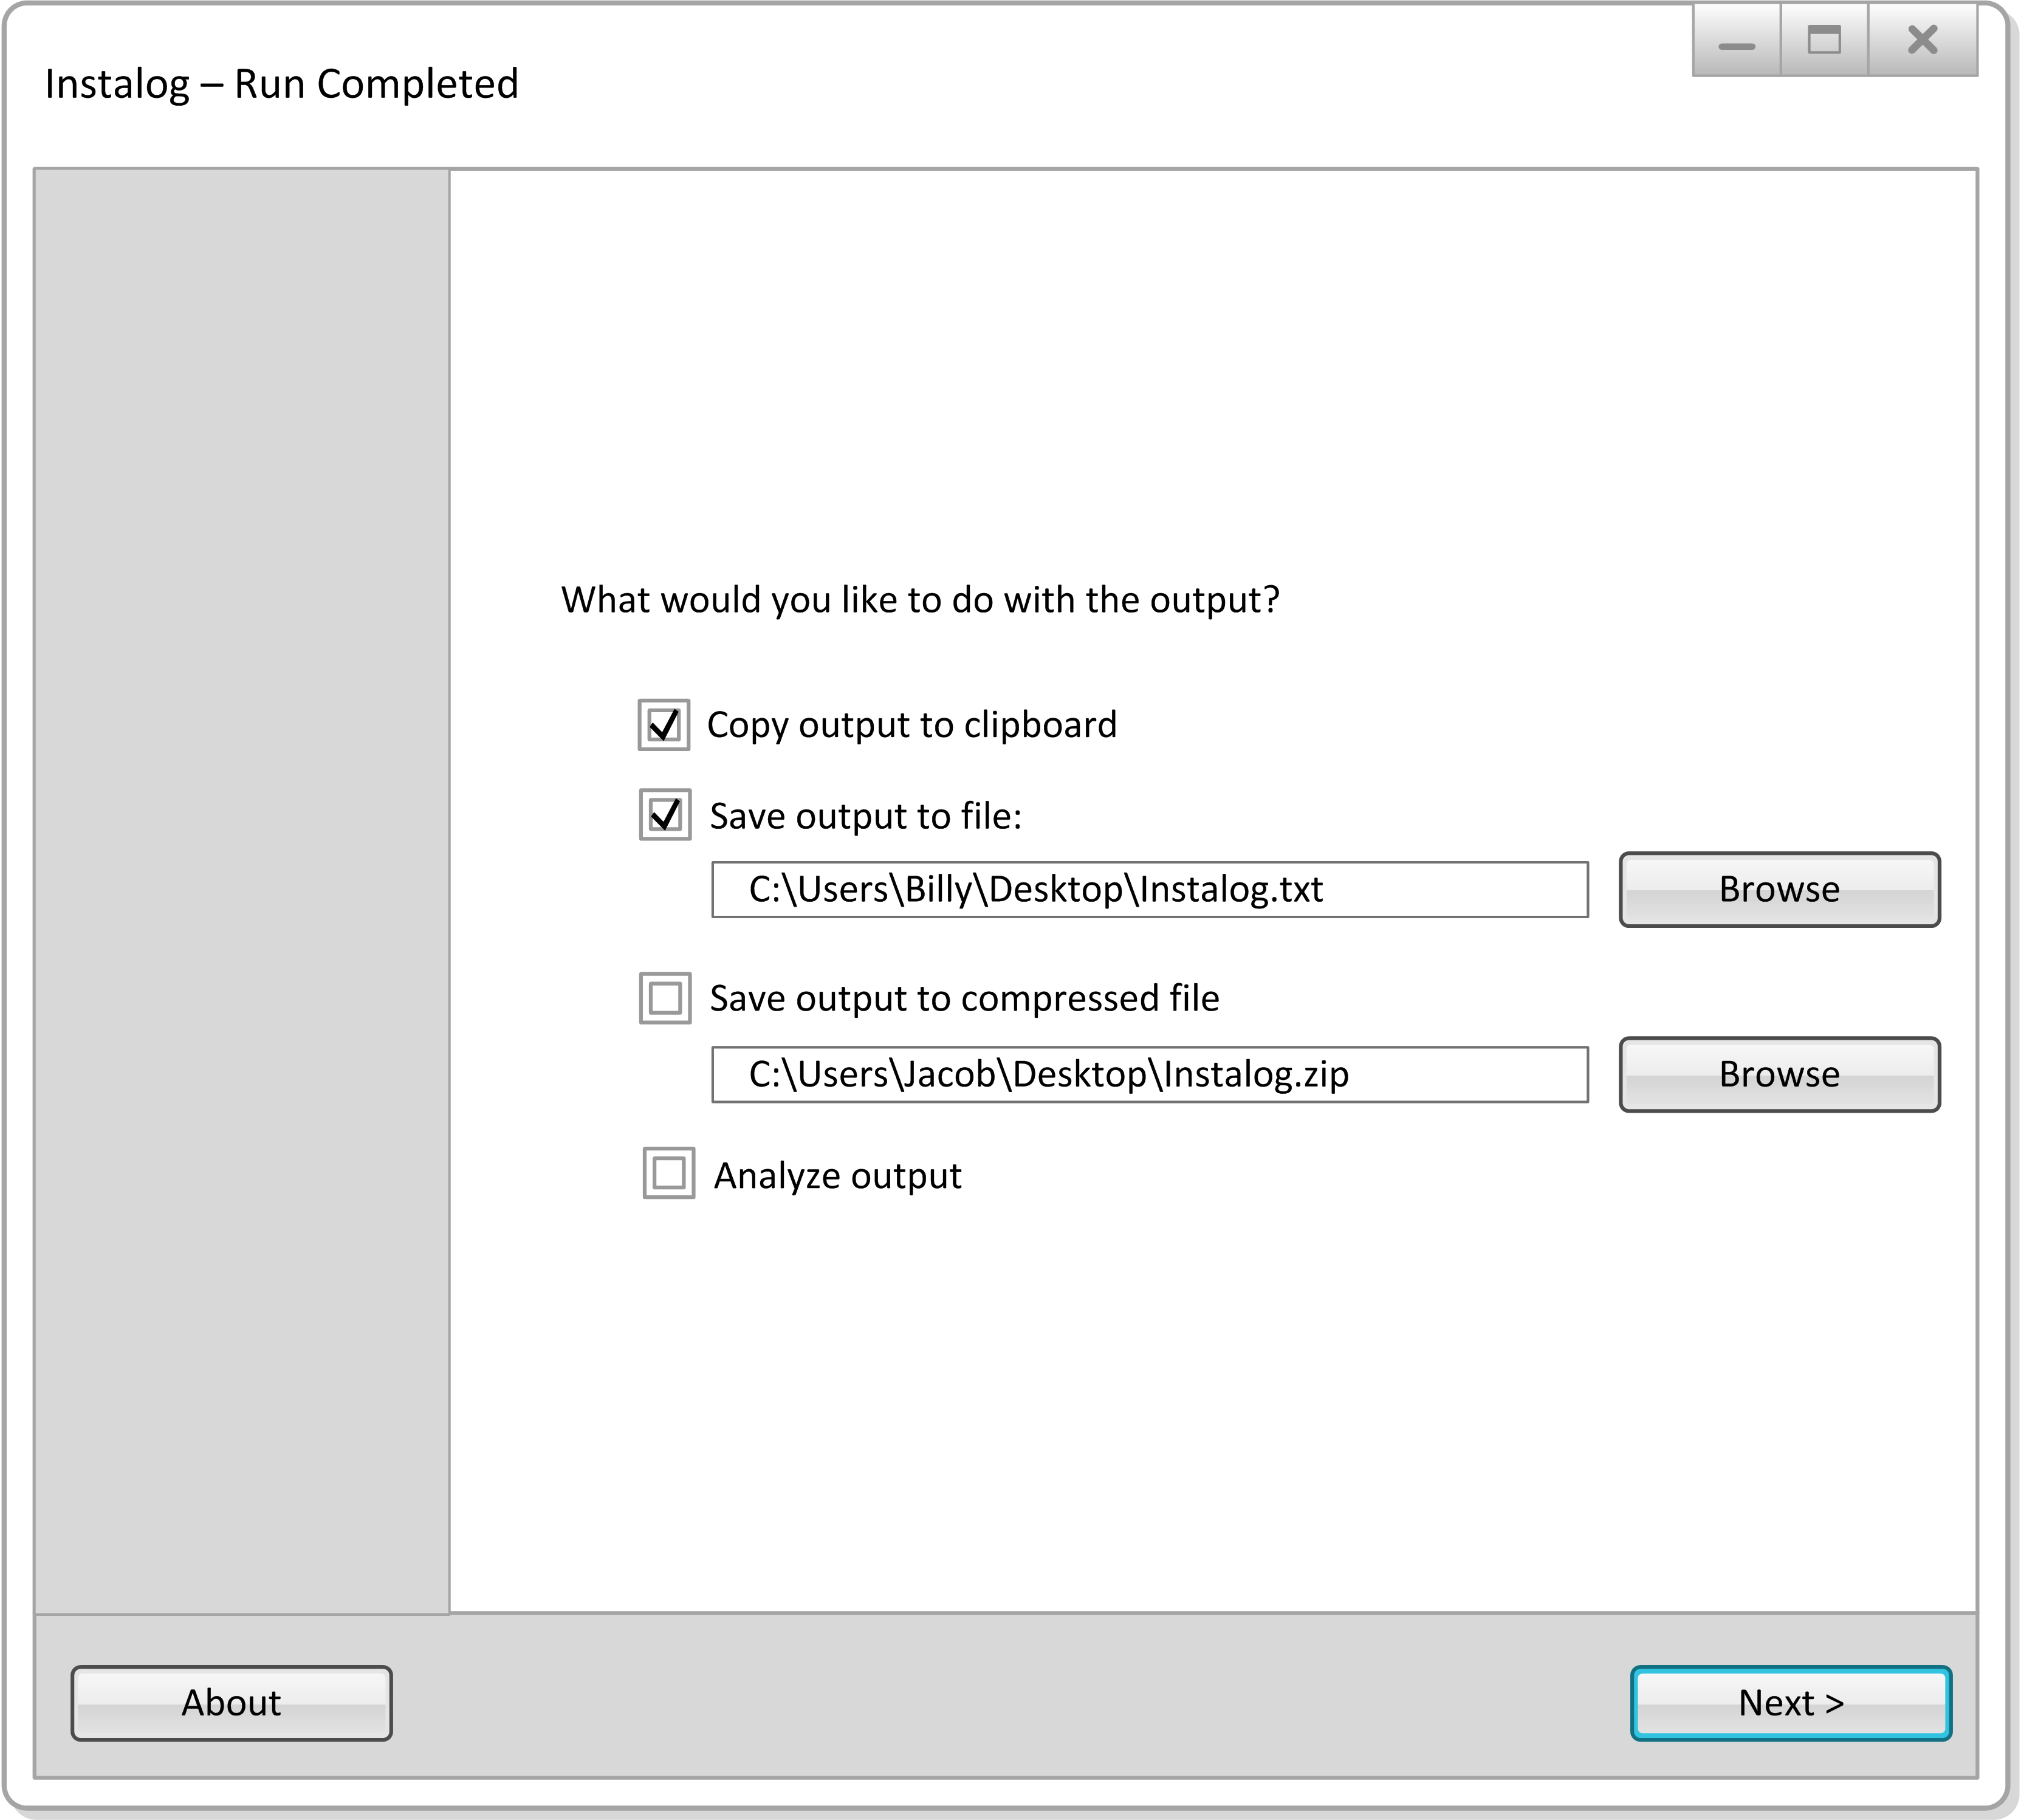 Instalog – Run Completed
What would you like to do with the output?
Copy output to clipboard
Save output to file:
C:\Users\Billy\Desktop\Instalog.txt
Browse
Save output to compressed file
C:\Users\Jacob\Desktop\Instalog.zip
Browse
Analyze output
About
Next >